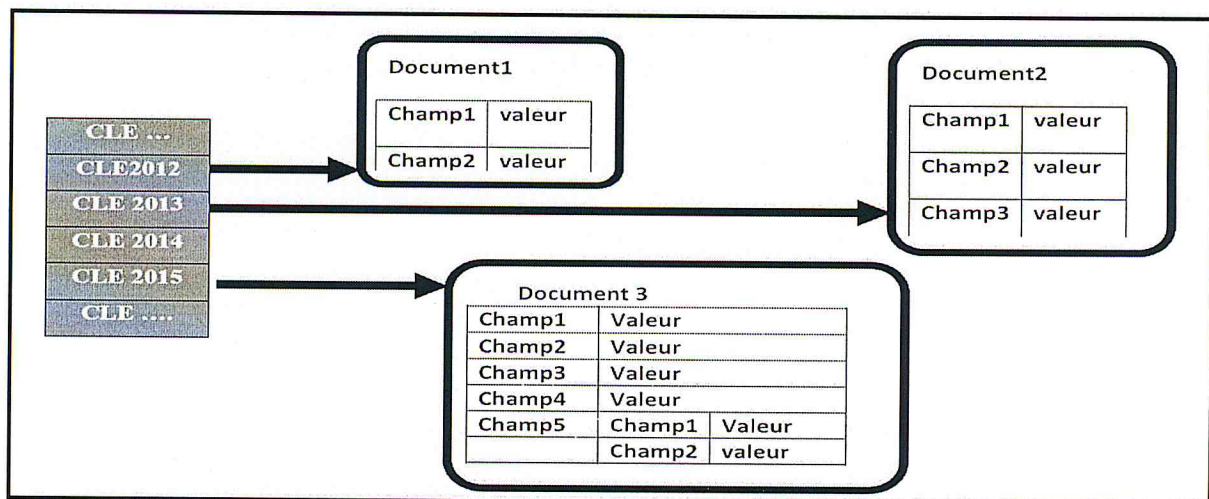 CLE ...
CLE2012
CLE 2013
CLE 2014
CLE 2015
CLE ....
Document1
Champ1 valeur
Champ2 valeur
Document2
Champ1 valeur
Champ2 valeur
Champ3 valeur
Document 3
Champ1 Valeur
Champ2 Valeur
Champ3 Valeur
Champ4 Valeur
Champ5 Champ1 Valeur
Champ2 valeur